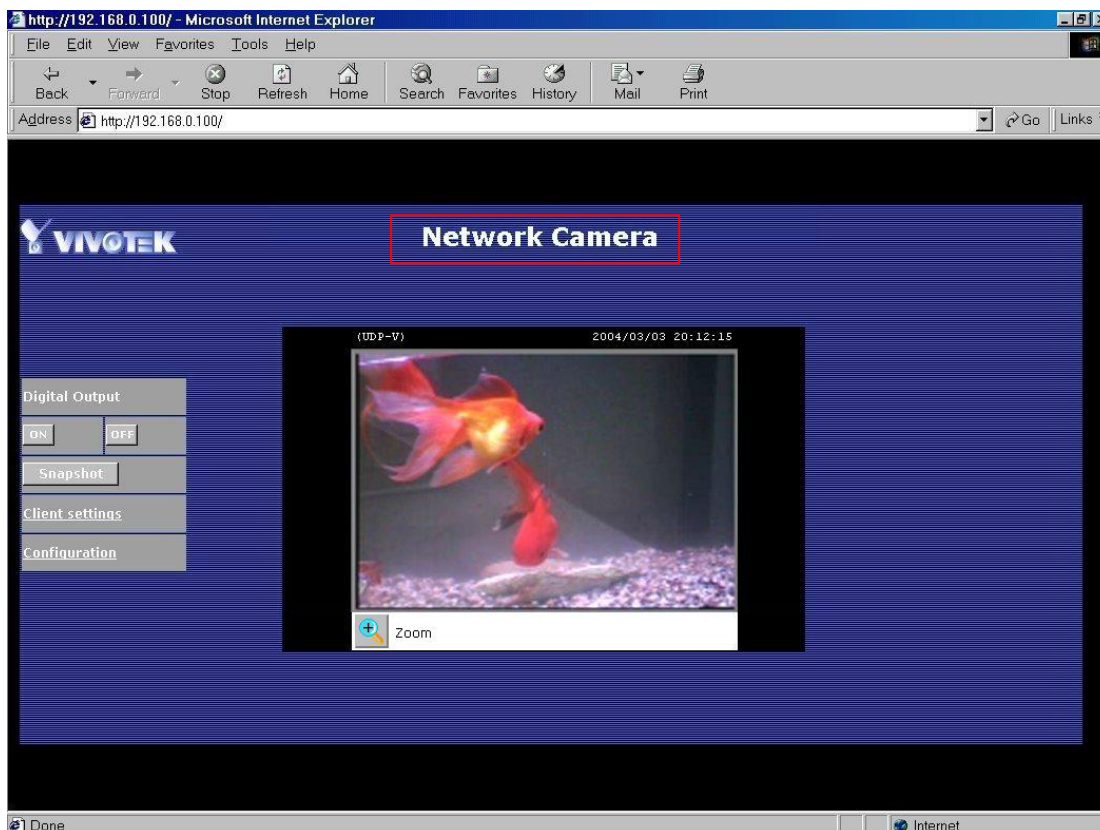 http://192.168.0.100/ - Microsoft Internet Explorer
File Edit View Favorites Tools Help
Back Forward Stop Refresh Home Search Favorites History Mail Print
Address http://192.168.0.100/ Go Links
VIVOTEK
Network Camera
(UDP-V) 2004/03/03 20:12:15
Digital Output
ON OFF
Snapshot
Client settings
Configuration
Zoom
Done Internet